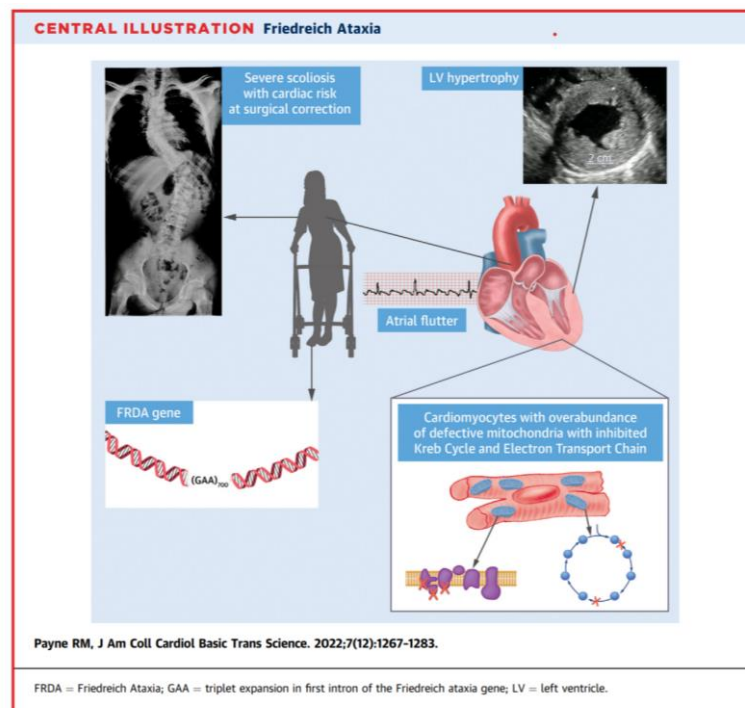 CENTRAL ILLUSTRATION Friedreich Ataxia
Severe scoliosis
with cardiac risk
at surgical correction
LV hypertrophy
2 cm
Atrial flutter
FRDA gene
(GAA)700
Cardiomyocytes with overabundance
of defective mitochondria with inhibited
Kreb Cycle and Electron Transport Chain
Payne RM, J Am Coll Cardiol Basic Trans Science. 2022;7(12):1267–1283.
FRDA = Friedreich Ataxia; GAA = triplet expansion in first intron of the Friedreich ataxia gene; LV = left ventricle.